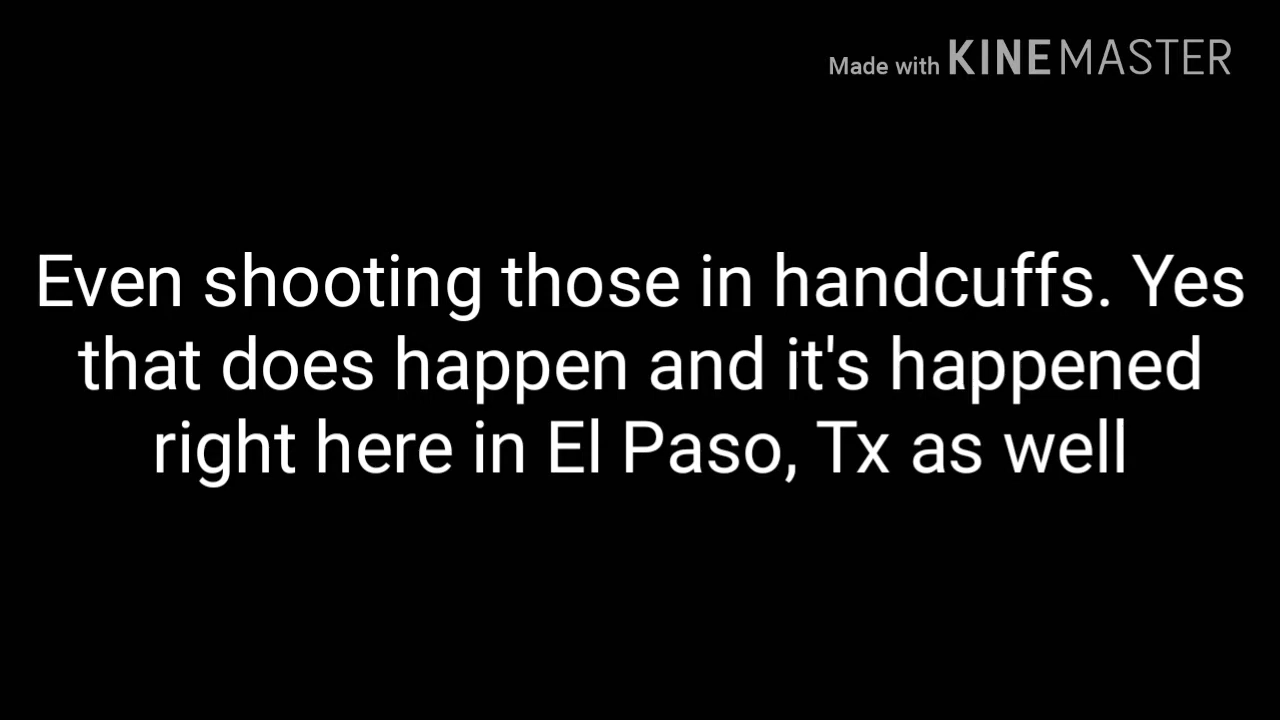 Made with KINEMASTER
Even shooting those in handcuffs. Yes
that does happen and it's happened
right here in El Paso, Tx as well